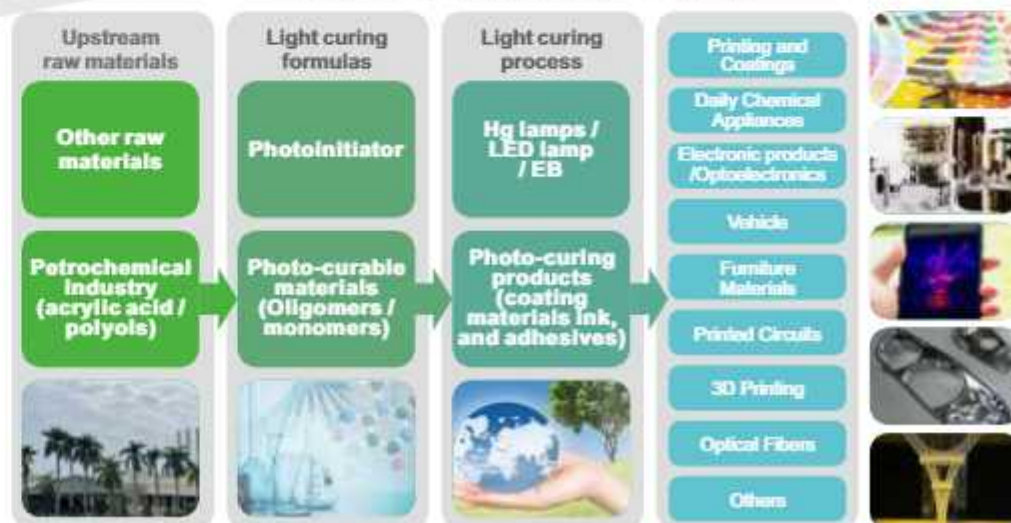 Upstream
raw materials
Other raw
materials
Petrochemical
Industry
(acrylic acid /
polyols)
Light curing
formulas
Photoinitiator
Photo-curable
materials
(Oligomers /
monomers)
Light curing
process
Hg lamps /
LED lamp
/ EB
Photo-curing
products
(coating
materials ink,
and adhesives)
Printing and
Coatings
Daily Chemical
Appliances
Electronic products
/Optoelectronics
Vehicle
Furniture
Materials
Printed Circuits
3D Printing
Optical Fibers
Others